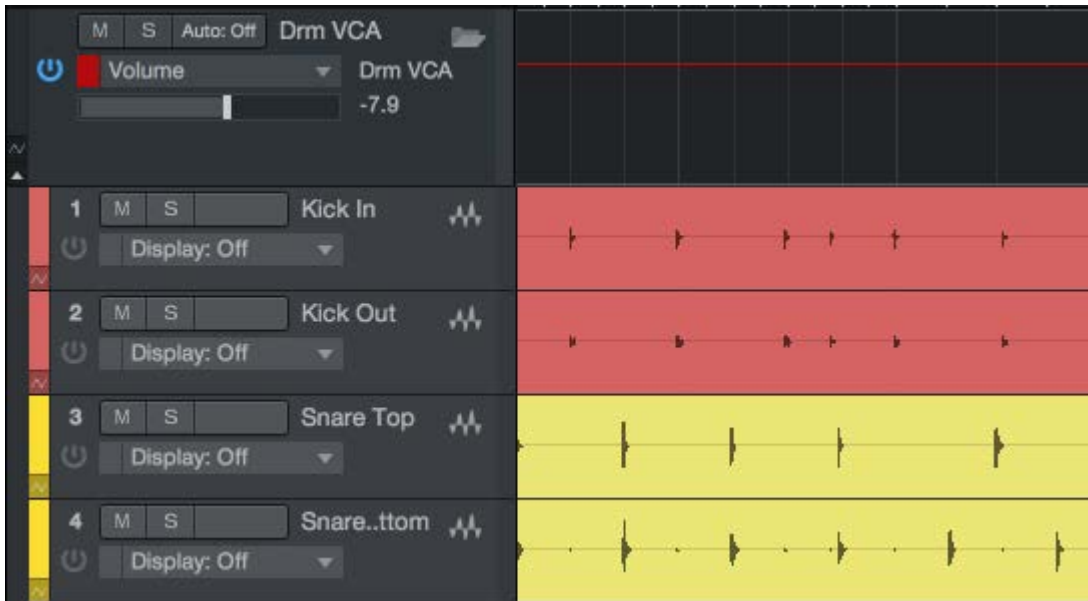 M S Auto: Off Drm VCA
Volume Drm VCA
-7.9
1 M S Kick In
Display: Off
2 M S Kick Out
Display: Off
3 M S Snare Top
Display: Off
4 M S Snare..ttom
Display: Off